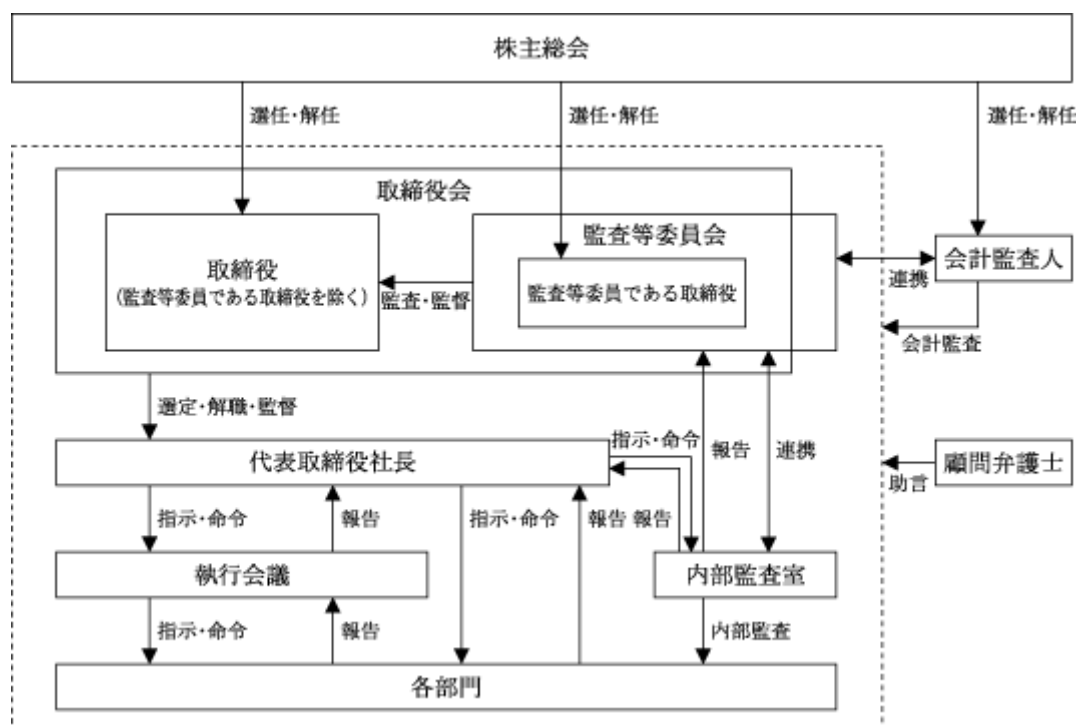 株主総会
選任・解任
選任・解任
選任・解任
取締役会
監査等委員会
取締役
(監査等委員である取締役を除く)
監査・監督
監査等委員である取締役
会計監査人
連携
会計監査
選定・解職・監督
代表取締役社長
指示・命令
報告
連携
顧問弁護士
助言
指示・命令
報告
指示・命令
報告
報告
執行会議
内部監査室
指示・命令
報告
内部監査
各部門